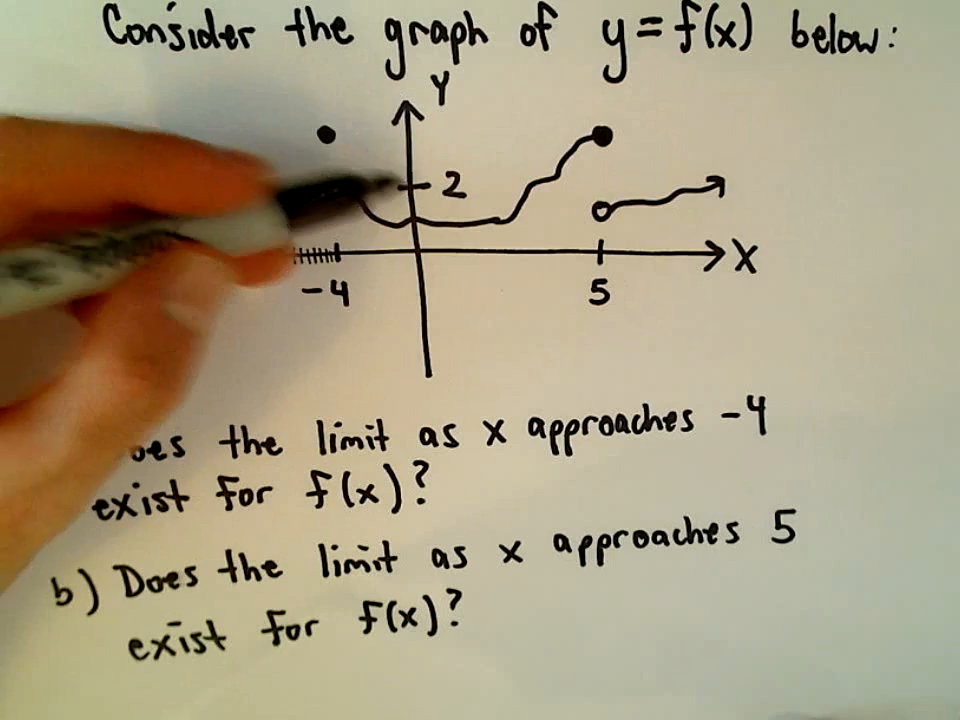 Consider the graph of y=f(x) below:
Y
2
X
-4
5
the limit as x approaches -4
exist for f(x)?
b) Does the limit as x approaches 5
exist for f(x)?